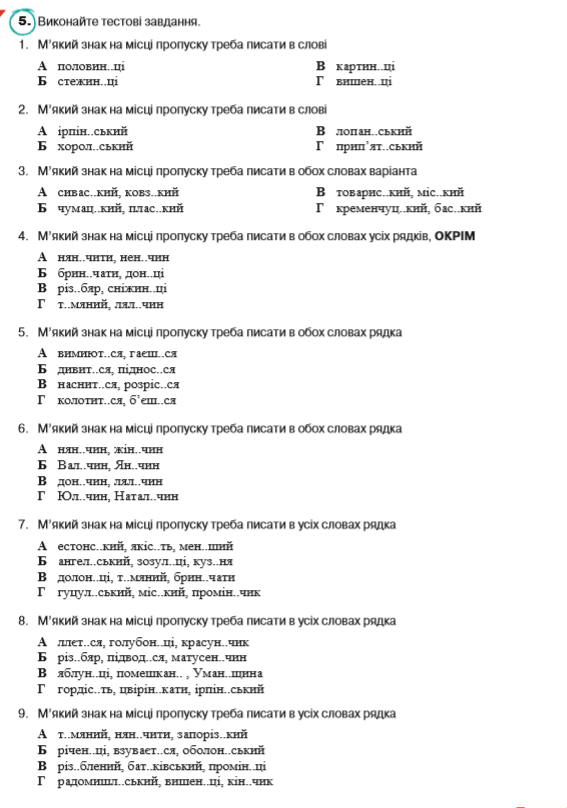 5. Виконайте тестові завдання.
1. М'який знак на місці пропуску треба писати в слові
А половин..ці В картин..ці
Б стежин..ці Г вишен..ці
2. М'який знак на місці пропуску треба писати в слові
А ірпін..ський В лопан..ський
Б хорол..ський Г прип'ят..ський
3. М'який знак на місці пропуску треба писати в обох словах варіанта
А сивас..кий, ковз..кий В товарис..кий, міс..кий
Б чумац..кий, плас..кий Г кременчуц..кий, бас..кий
4. М'який знак на місці пропуску треба писати в обох словах усіх рядків, ОКРІМ
А нян..чити, нен..чин
Б брин..чати, дон..ці
В різ..бяр, сніжин..ці
Г т..мяний, лял..чин
5. М'який знак на місці пропуску треба писати в обох словах рядка
А вимиют..ся, гаєш..ся
Б дивит..ся, піднос..ся
В наснит..ся, розріс..ся
Г колотит..ся, б'єш..ся
6. М'який знак на місці пропуску треба писати в обох словах рядка
А нян..чин, жін..чин
Б Вал..чин, Ян..чин
В дон..чин, лял..чин
Г Юл..чин, Натал..чин
7. М'який знак на місці пропуску треба писати в усіх словах рядка
А естонс..кий, якіс..ть, мен..ший
Б ангел..ський, зозул..ці, куз..ня
В долон..ці, т..мяний, брин..чати
Г гуцул..ський, міс..кий, промін..чик
8. М'який знак на місці пропуску треба писати в усіх словах рядка
А ллєт..ся, голубон..ці, красун..чик
Б різ..бяр, підвод..ся, матусен..чин
В яблун..ці, помешкан.. , Уман..щина
Г гордіс..ть, цвірін..кати, ірпін..ський
9. М'який знак на місці пропуску треба писати в усіх словах рядка
А т..мяний, нян..чити, запоріз..кий
Б річен..ці, взуваєт..ся, оболон..ський
В різ..блений, бат..ківський, промін..ці
Г радомишл..ський, вишен..ці, кін..чик